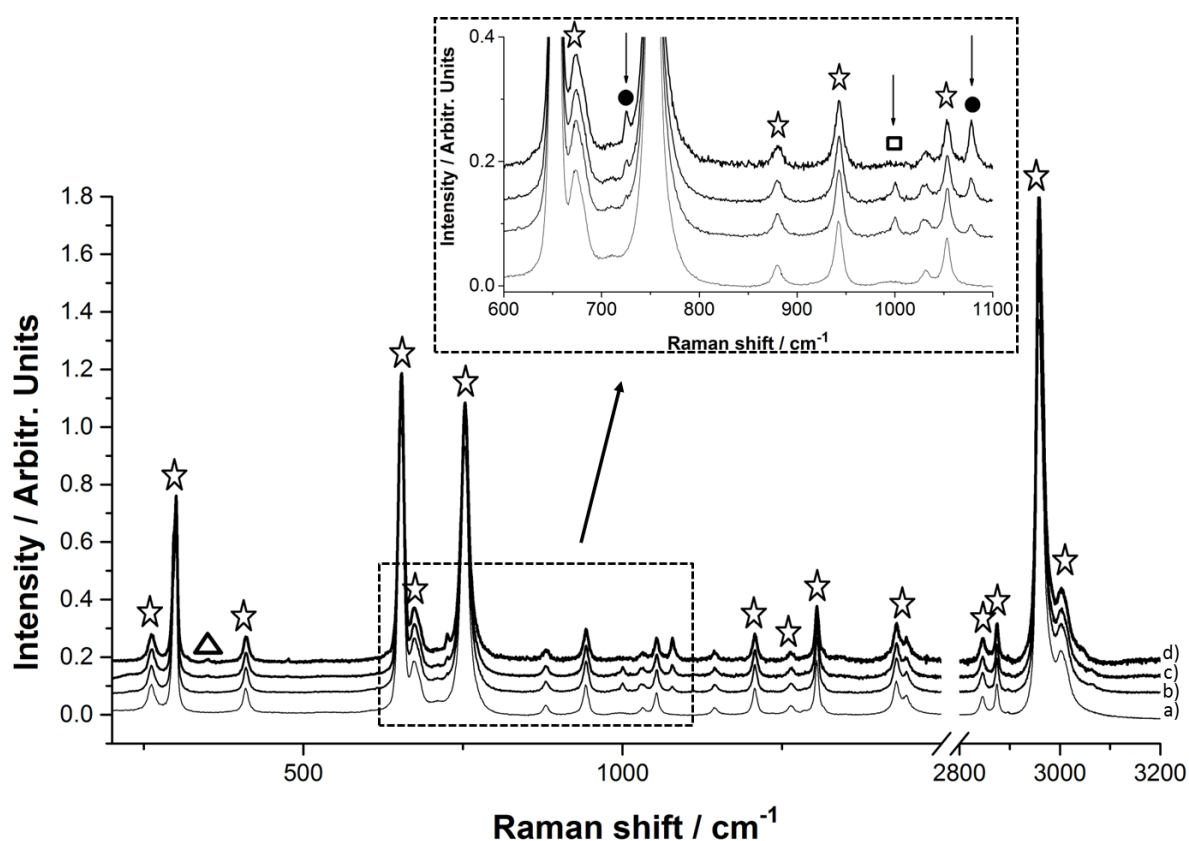 0.4
0.2
0.0
Intensity / Arbitr. Units
600 700 800 900 1000 1100
Raman shift / cm-1
1.8
1.6
1.4
1.2
1.0
0.8
0.6
0.4
0.2
0.0
Intensity / Arbitr. Units
d)
c)
b)
a)
500 1000 2800 3000 3200
Raman shift / cm-1